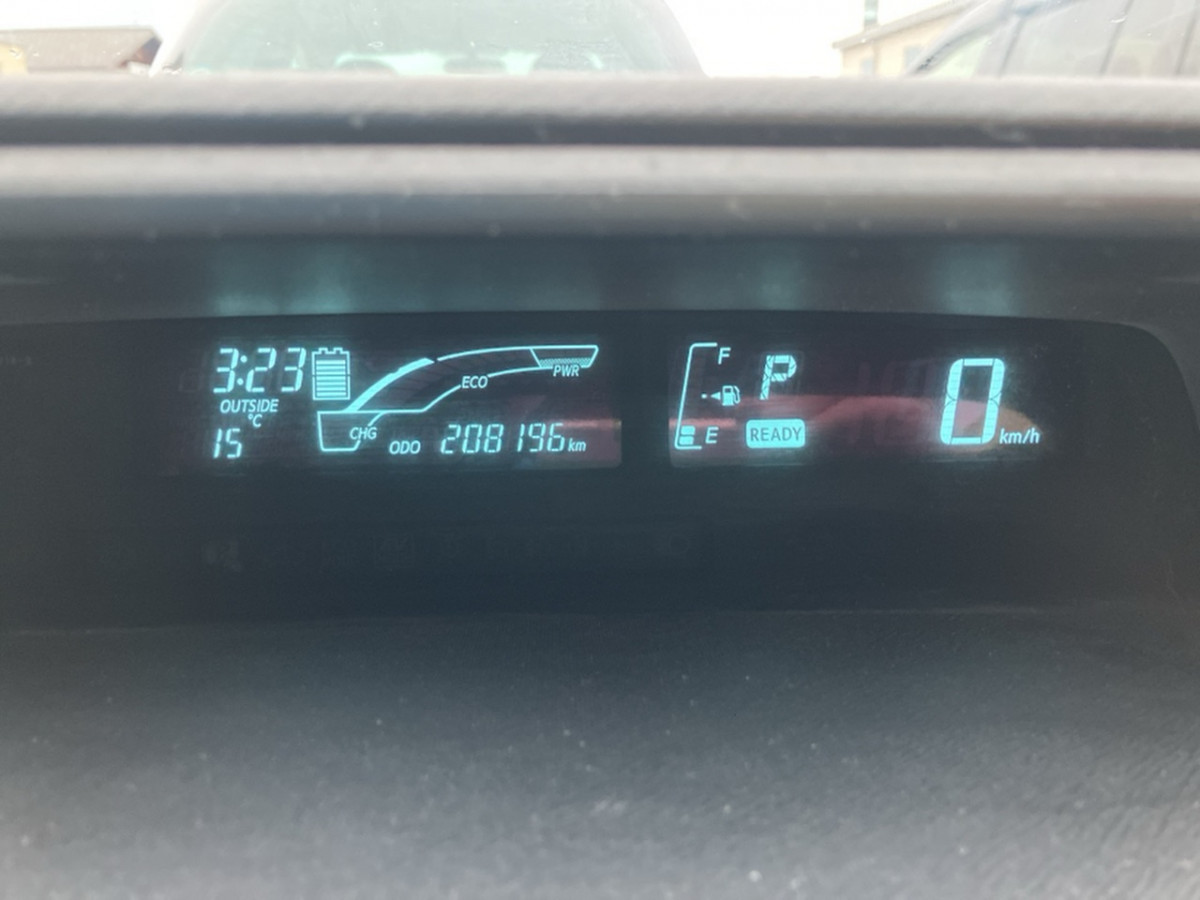 3:23
OUTSIDE
°C
15
ECO
PWR
CHG
ODO 208196 km
F
P
E
READY
0 km/h